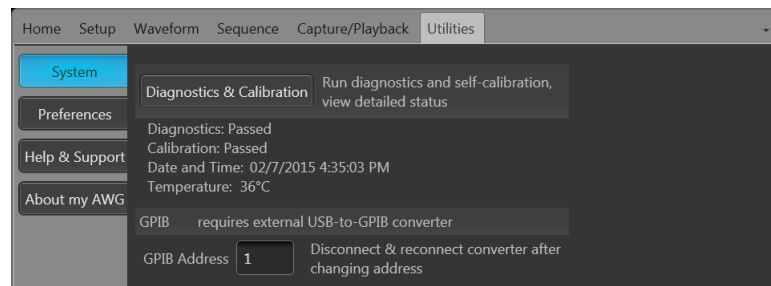 Home Setup Waveform Sequence Capture/Playback Utilities
System
Preferences
Help & Support
About my AWG
Diagnostics & Calibration
Run diagnostics and self-calibration,
view detailed status
Diagnostics: Passed
Calibration: Passed
Date and Time: 02/7/2015 4:35:03 PM
Temperature: 36°C
GPIB requires external USB-to-GPIB converter
GPIB Address 1
Disconnect & reconnect converter after
changing address